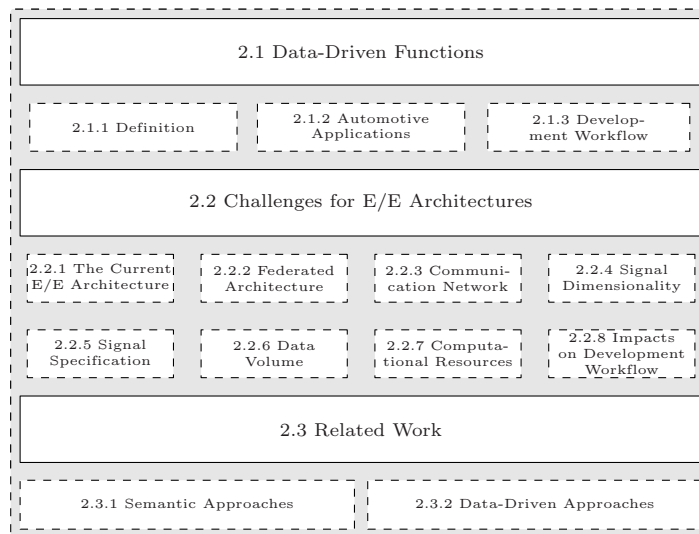 2.1 Data-Driven Functions
2.1.1 Definition
2.1.2 Automotive
Applications
2.1.3 Develop-
ment Workflow
2.2 Challenges for E/E Architectures
2.2.1 The Current
E/E Architecture
2.2.2 Federated
Architecture
2.2.3 Communi-
cation Network
2.2.4 Signal
Dimensionality
2.2.5 Signal
Specification
2.2.6 Data
Volume
2.2.7 Computa-
tional Resources
2.2.8 Impacts
on Development
Workflow
2.3 Related Work
2.3.1 Semantic Approaches
2.3.2 Data-Driven Approaches